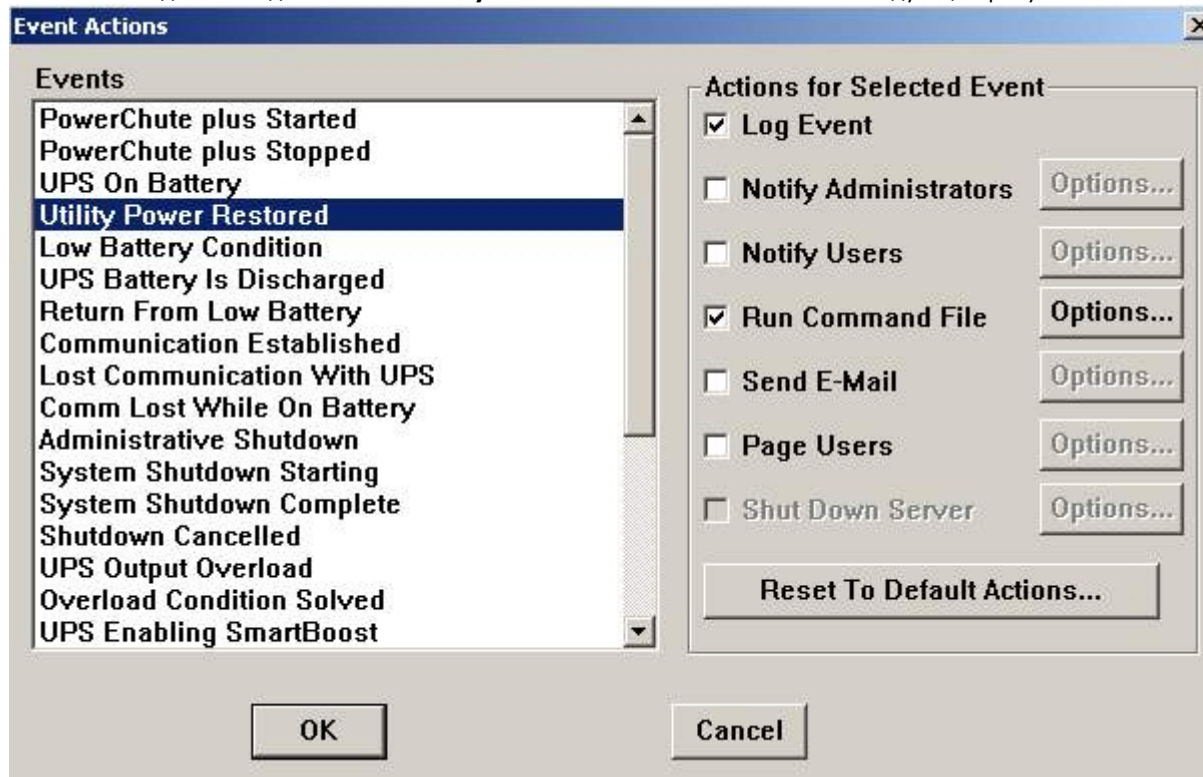 Event Actions
Events
PowerChute plus Started
PowerChute plus Stopped
UPS On Battery
Utility Power Restored
Low Battery Condition
UPS Battery Is Discharged
Return From Low Battery
Communication Established
Lost Communication With UPS
Comm Lost While On Battery
Administrative Shutdown
System Shutdown Starting
System Shutdown Complete
Shutdown Cancelled
UPS Output Overload
Overload Condition Solved
UPS Enabling SmartBoost
Actions for Selected Event
Log Event
Notify Administrators Options...
Notify Users Options...
Run Command File Options...
Send E-Mail Options...
Page Users Options...
Shut Down Server Options...
Reset To Default Actions...
OK Cancel